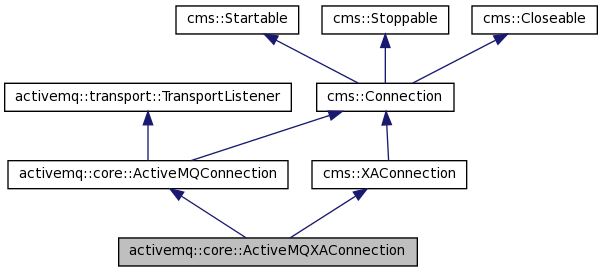 cms::Startable
cms::Stoppable
cms::Closeable
activemq::transport::TransportListener
cms::Connection
activemq::core::ActiveMQConnection
cms::XAConnection
activemq::core::ActiveMQXAConnection